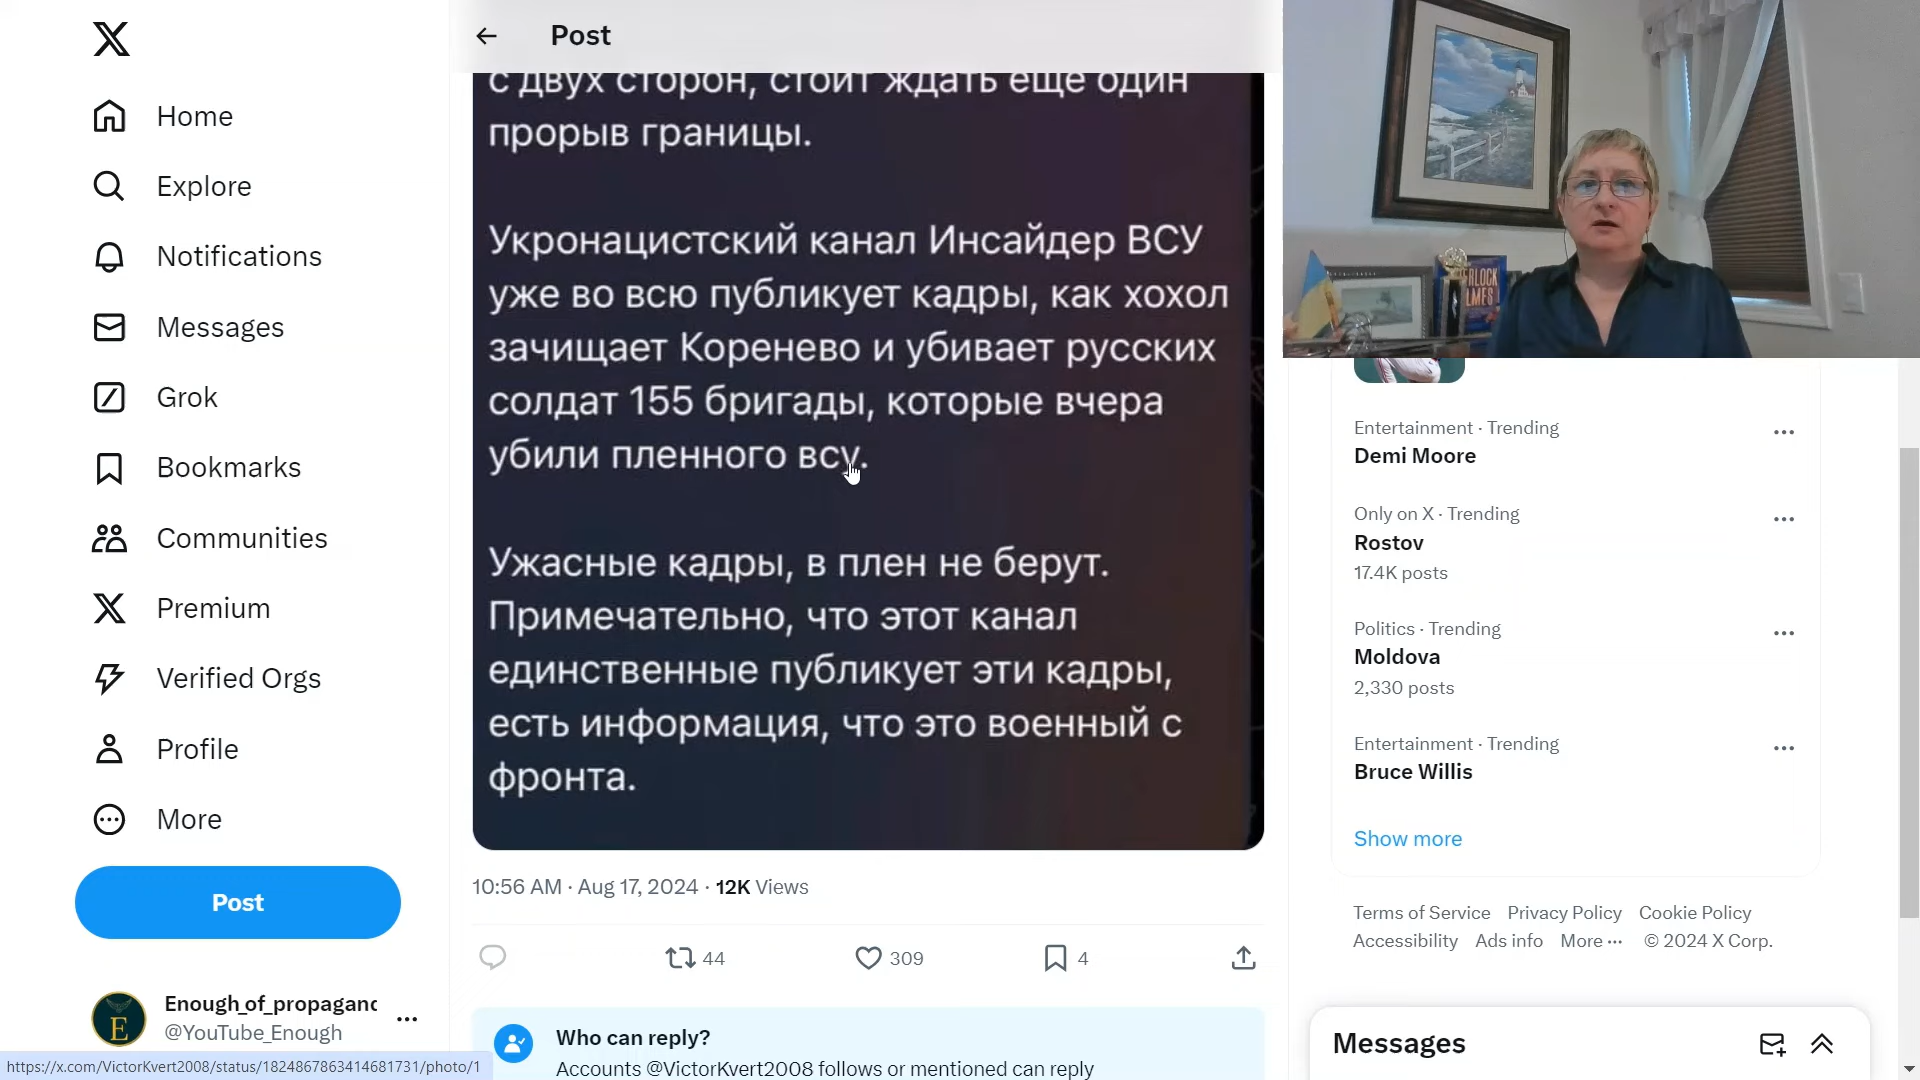 Post
Home
Explore
Notifications
Messages
Grok
Bookmarks
Communities
Premium
Verified Orgs
Profile
More
Post
Enough_of_propagand
@YouTube_Enough
с двух сторон, стоит ждать еще один
прорыв границы.
Укронацистский канал Инсайдер ВСУ
уже во всю публикует кадры, как хохол
зачищает Коренево и убивает русских
солдат 155 бригады, которые вчера
убили пленного всу.
Ужасные кадры, в плен не берут.
Примечательно, что этот канал
единственные публикует эти кадры,
есть информация, что это военный с
фронта.
10:56 AM · Aug 17, 2024 · 12K Views
44
309
4
Who can reply?
Accounts @VictorKvert2008 follows or mentioned can reply
Entertainment · Trending
Demi Moore
Only on X · Trending
Rostov
17.4K posts
Politics · Trending
Moldova
2,330 posts
Entertainment · Trending
Bruce Willis
Show more
Terms of Service Privacy Policy Cookie Policy
Accessibility Ads info More ··· © 2024 X Corp.
Messages
https://x.com/VictorKvert2008/status/1824867863414681731/photo/1